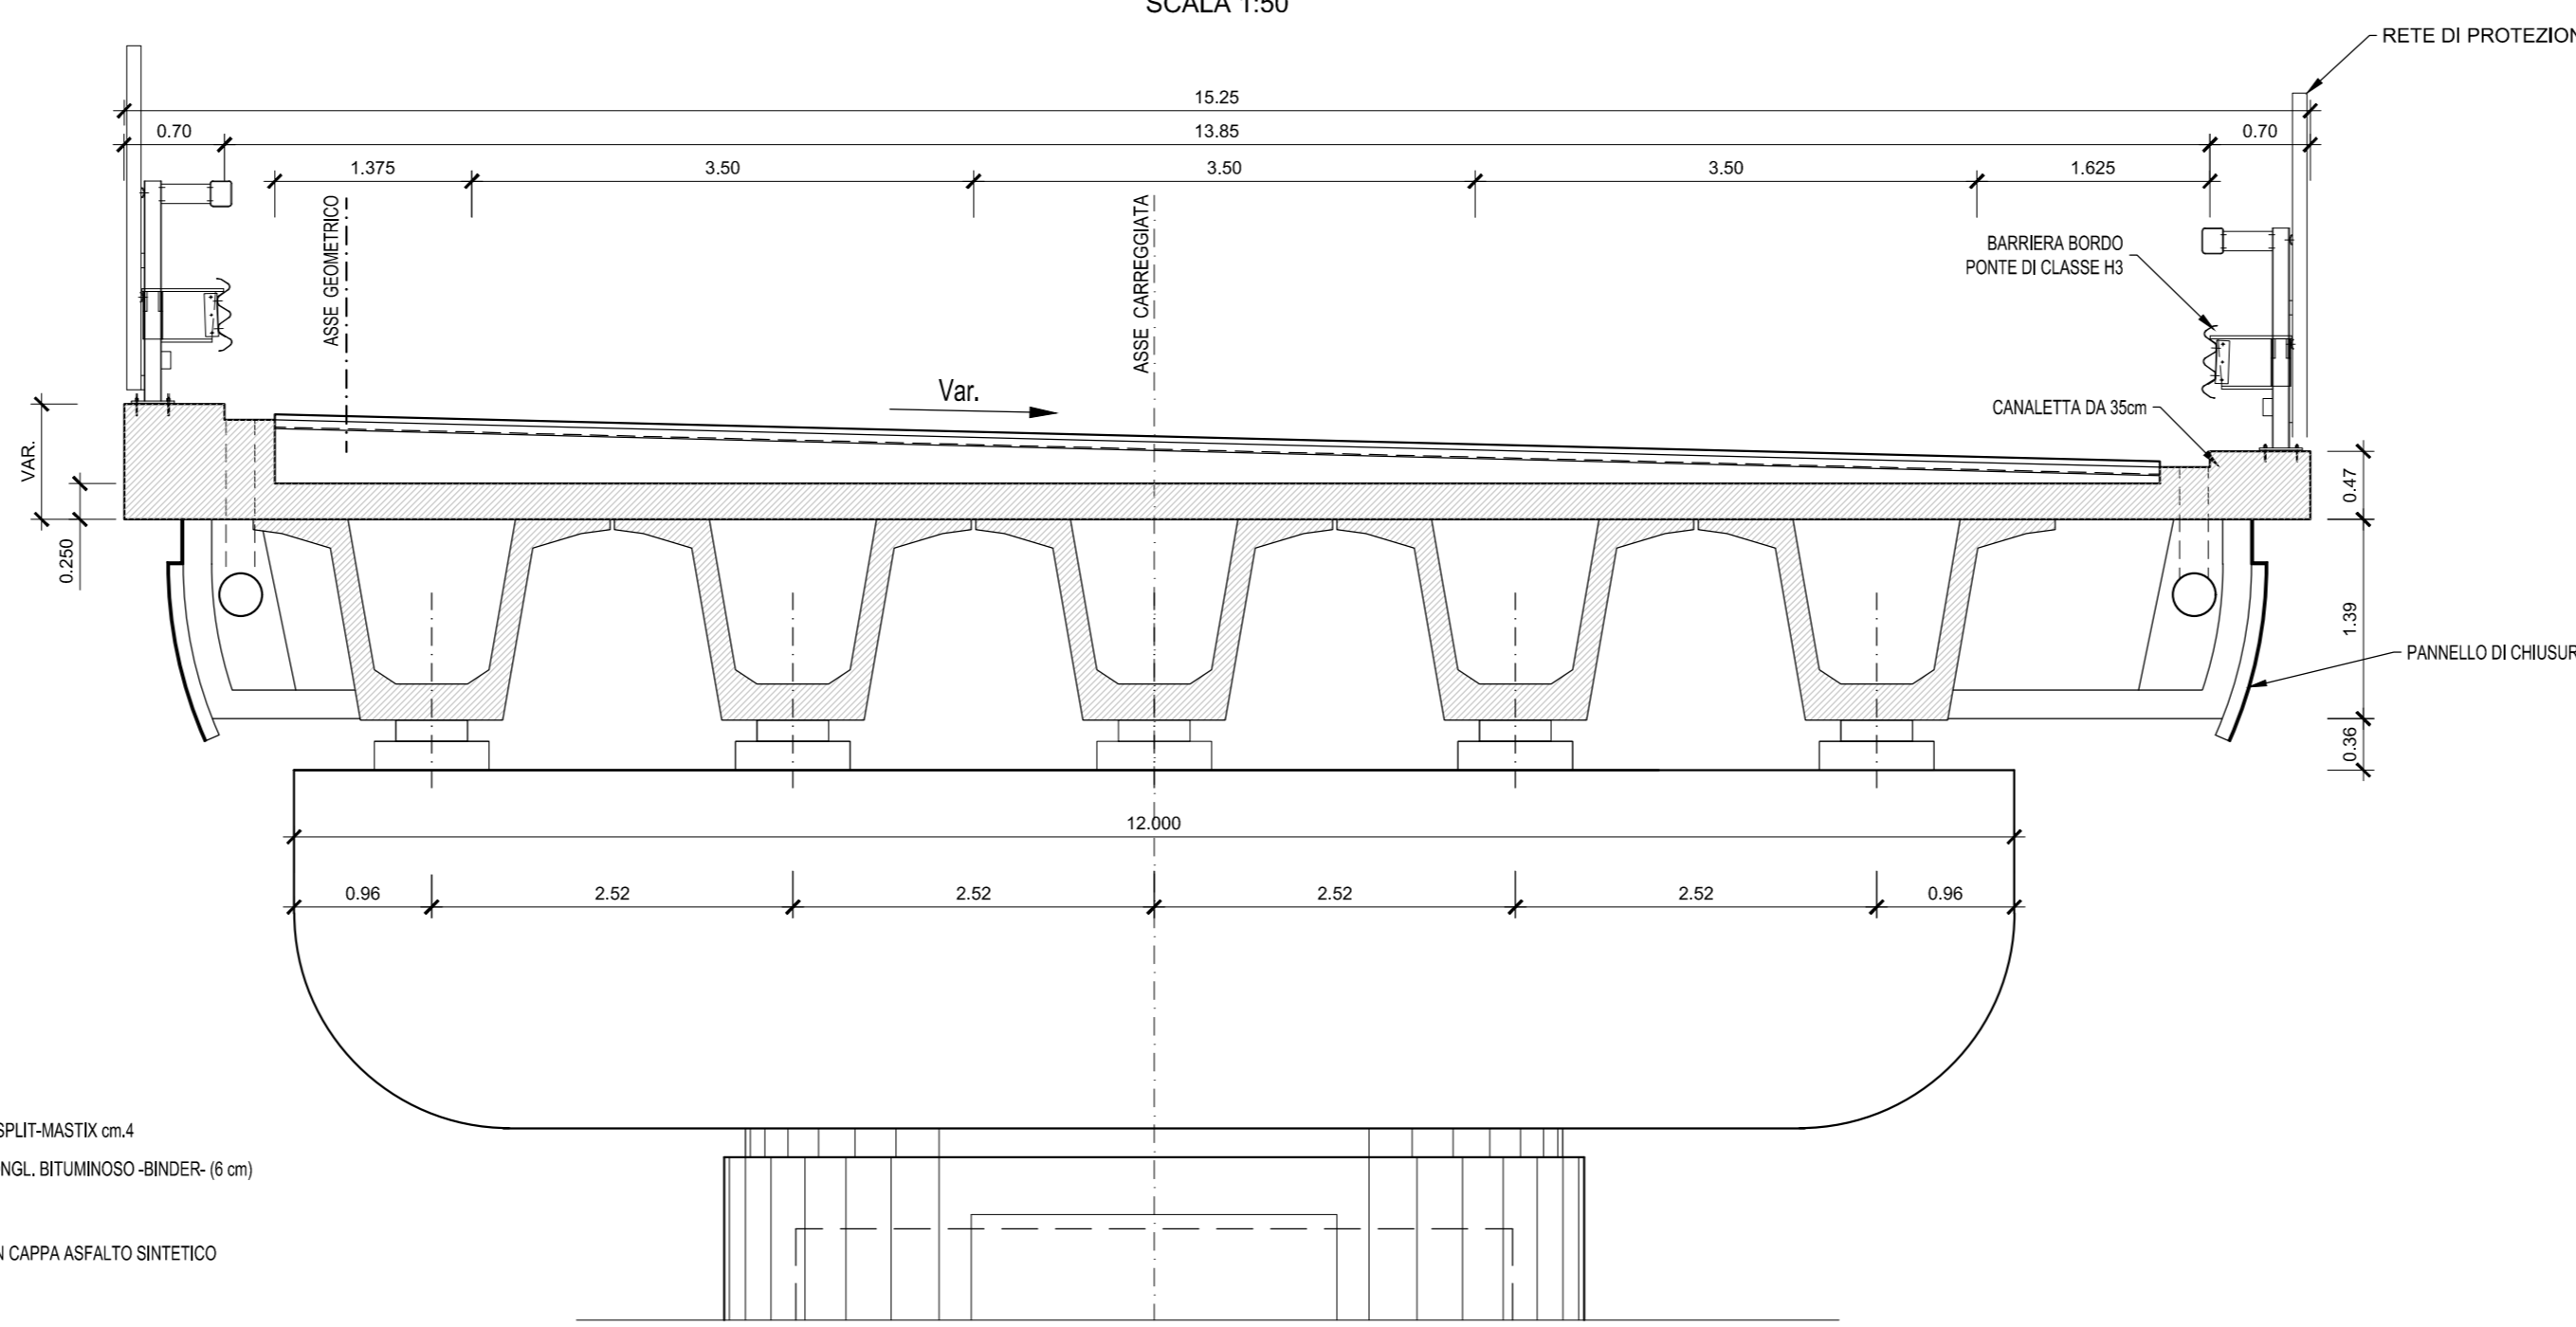 SCALA 1:50
RETE DI PROTEZION
15.25
0.70
13.85
0.70
1.375
3.50
3.50
3.50
1.625
ASSE GEOMETRICO
ASSE CARREGGIATA
BARRIERA BORDO
PONTE DI CLASSE H3
Var.
CANALETTA DA 35cm
VAR.
0.250
0.47
1.39
0.36
PANNELLO DI CHIUSUR
12.000
0.96
2.52
2.52
2.52
2.52
0.96
SPLIT-MASTIX cm.4
NGL. BITUMINOSO -BINDER- (6 cm)
N CAPPA ASFALTO SINTETICO